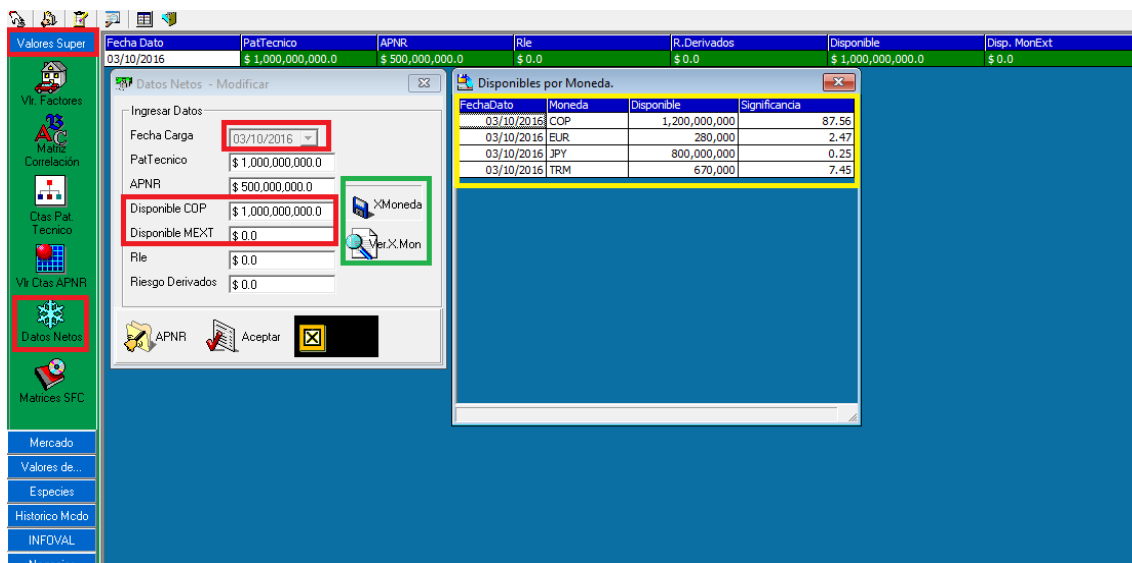 Valores Super
Fecha Dato PatTecnico APNR Rle R.Derivados Disponible Disp. MonExt
03/10/2016 $ 1,000,000,000.0 $ 500,000,000.0 $ 0.0 $ 0.0 $ 1,000,000,000.0 $ 0.0
Vlr. Factores
Matriz
Correlación
Ctas Pat.
Tecnico
Vlr Ctas APNR
Datos Netos
Matrices SFC
Mercado
Valores de...
Especies
Historico Mcdo
INFOVAL
Datos Netos - Modificar
Ingresar Datos
Fecha Carga 03/10/2016
PatTecnico $ 1,000,000,000.0
APNR $ 500,000,000.0
Disponible COP $ 1,000,000,000.0
Disponible MEXT $ 0.0
Rle $ 0.0
Riesgo Derivados $ 0.0
XMoneda
Ver.X.Mon
APNR Aceptar
Disponibles por Moneda.
FechaDato Moneda Disponible Significancia
03/10/2016 COP 1,200,000,000 87.56
03/10/2016 EUR 280,000 2.47
03/10/2016 JPY 800,000,000 0.25
03/10/2016 TRM 670,000 7.45